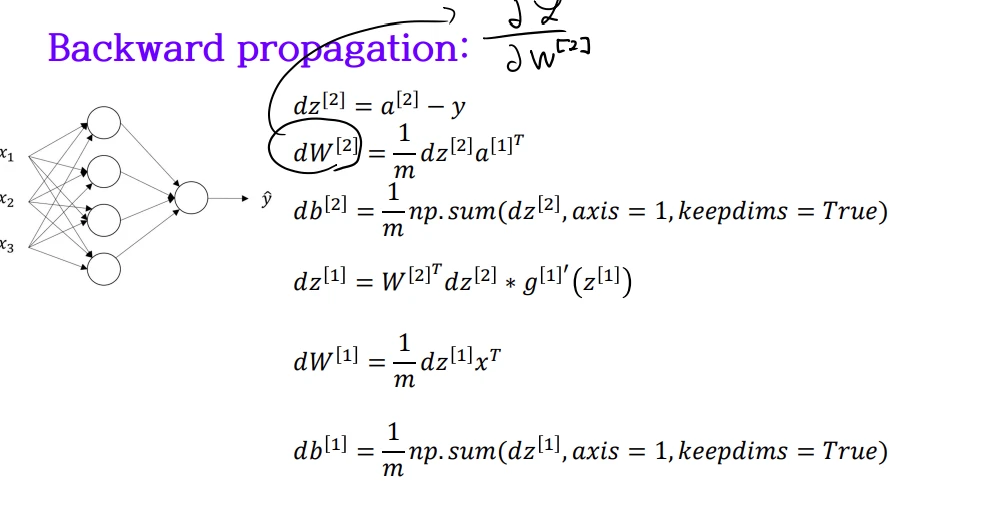 Backward propagation: ∂ℒ/∂W^[2]
dz^[2] = a^[2] − y
dW^[2] = 1/m dz^[2]a^[1]^T
x₁
db^[2] = 1/m np.sum(dz^[2], axis = 1, keepdims = True)
x₂
ŷ
x₃
dz^[1] = W^[2]^T dz^[2] ∗ g^[1]′(z^[1])
dW^[1] = 1/m dz^[1]x^T
db^[1] = 1/m np.sum(dz^[1], axis = 1, keepdims = True)